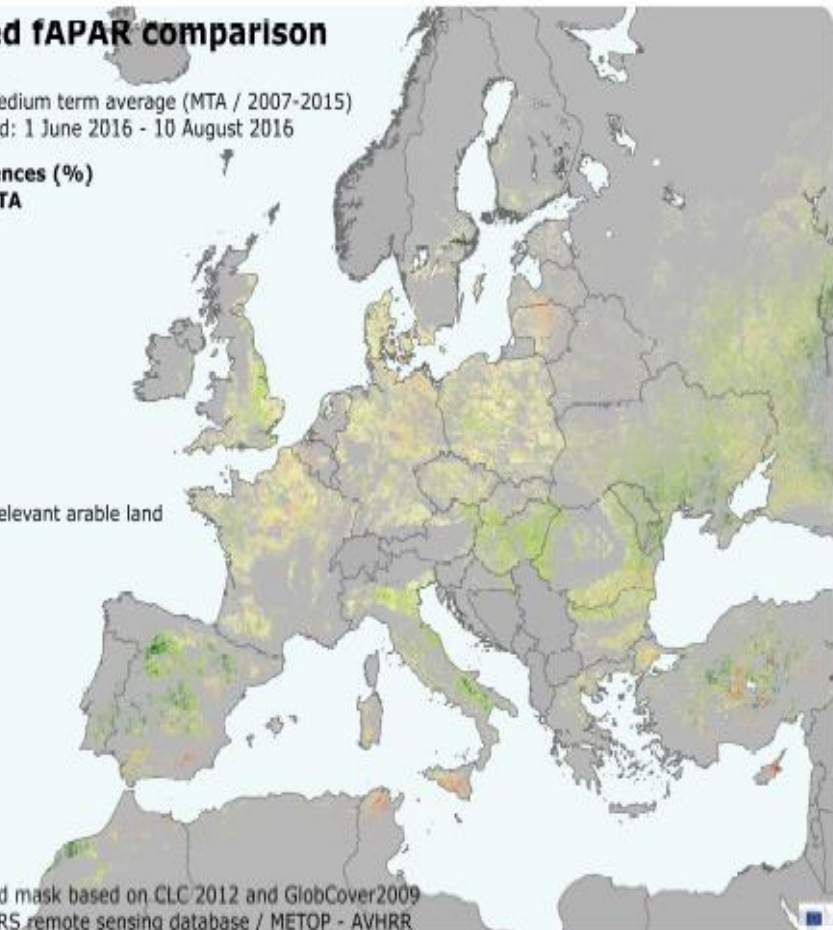 ed fAPAR comparison
edium term average (MTA / 2007-2015)
d: 1 June 2016 - 10 August 2016
ences (%)
TA
elevant arable land
d mask based on CLC 2012 and GlobCover2009
RS remote sensing database / METOP - AVHRR